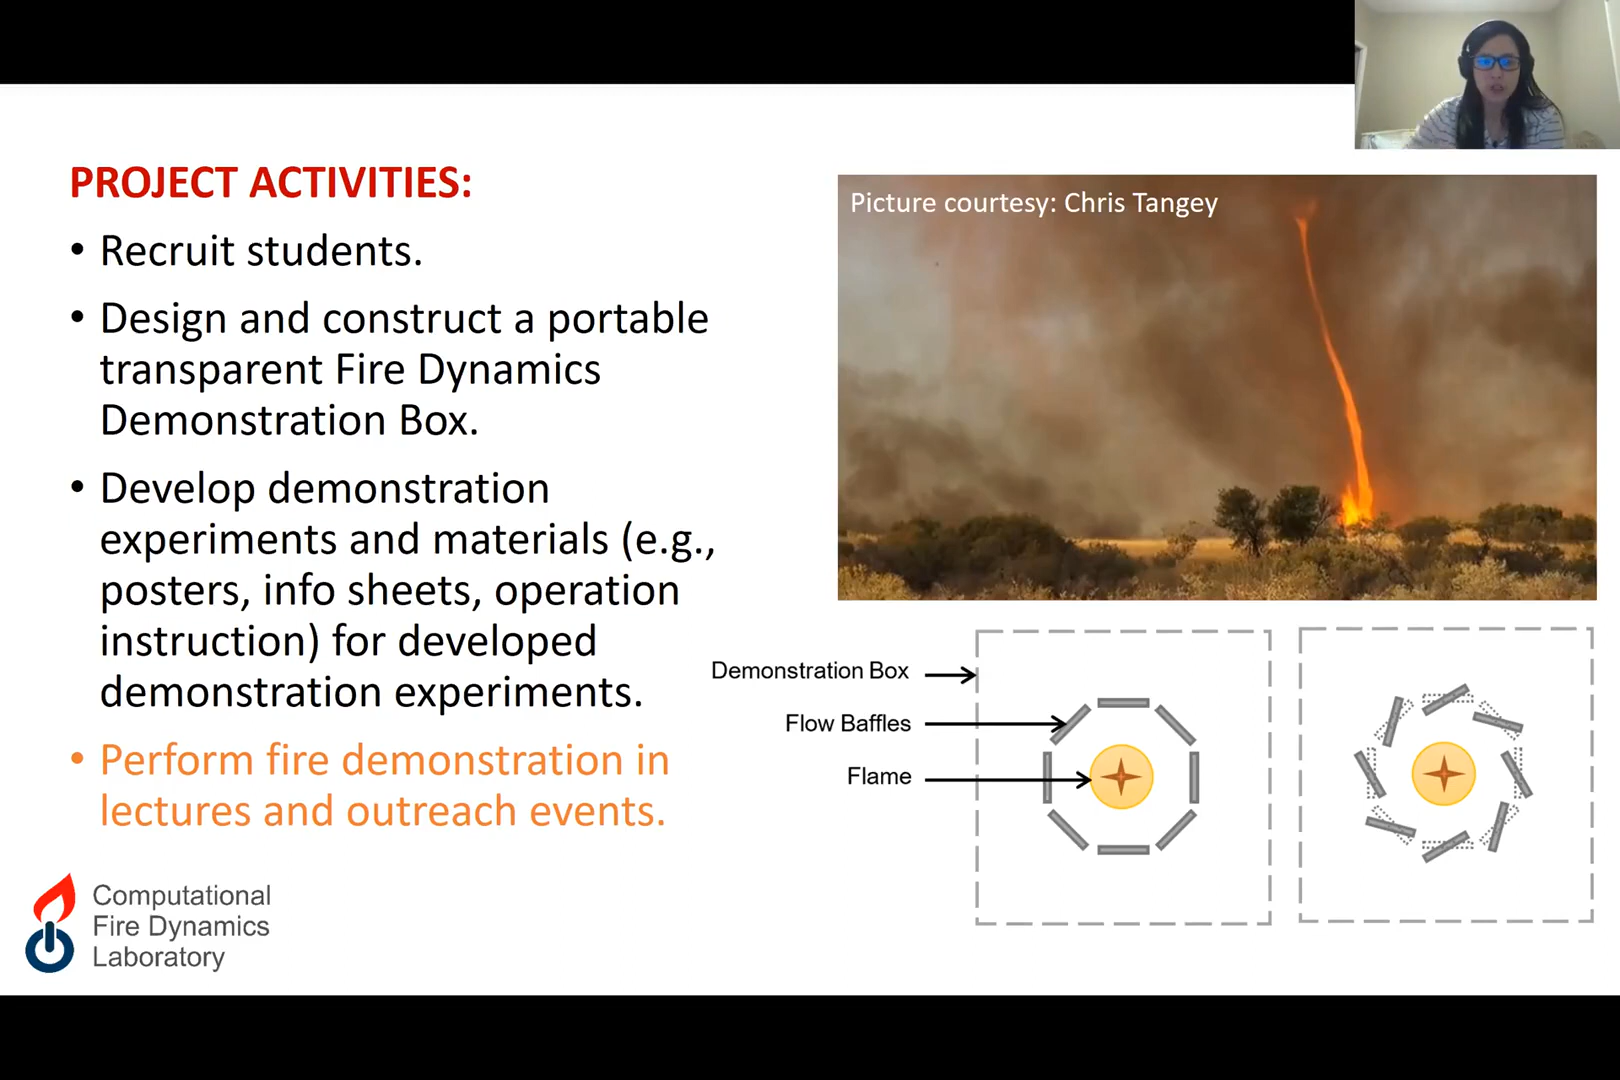 PROJECT ACTIVITIES:
• Recruit students.
• Design and construct a portable
transparent Fire Dynamics
Demonstration Box.
• Develop demonstration
experiments and materials (e.g.,
posters, info sheets, operation
instruction) for developed
demonstration experiments.
• Perform fire demonstration in
lectures and outreach events.
Computational
Fire Dynamics
Laboratory
Picture courtesy: Chris Tangey
Demonstration Box
Flow Baffles
Flame